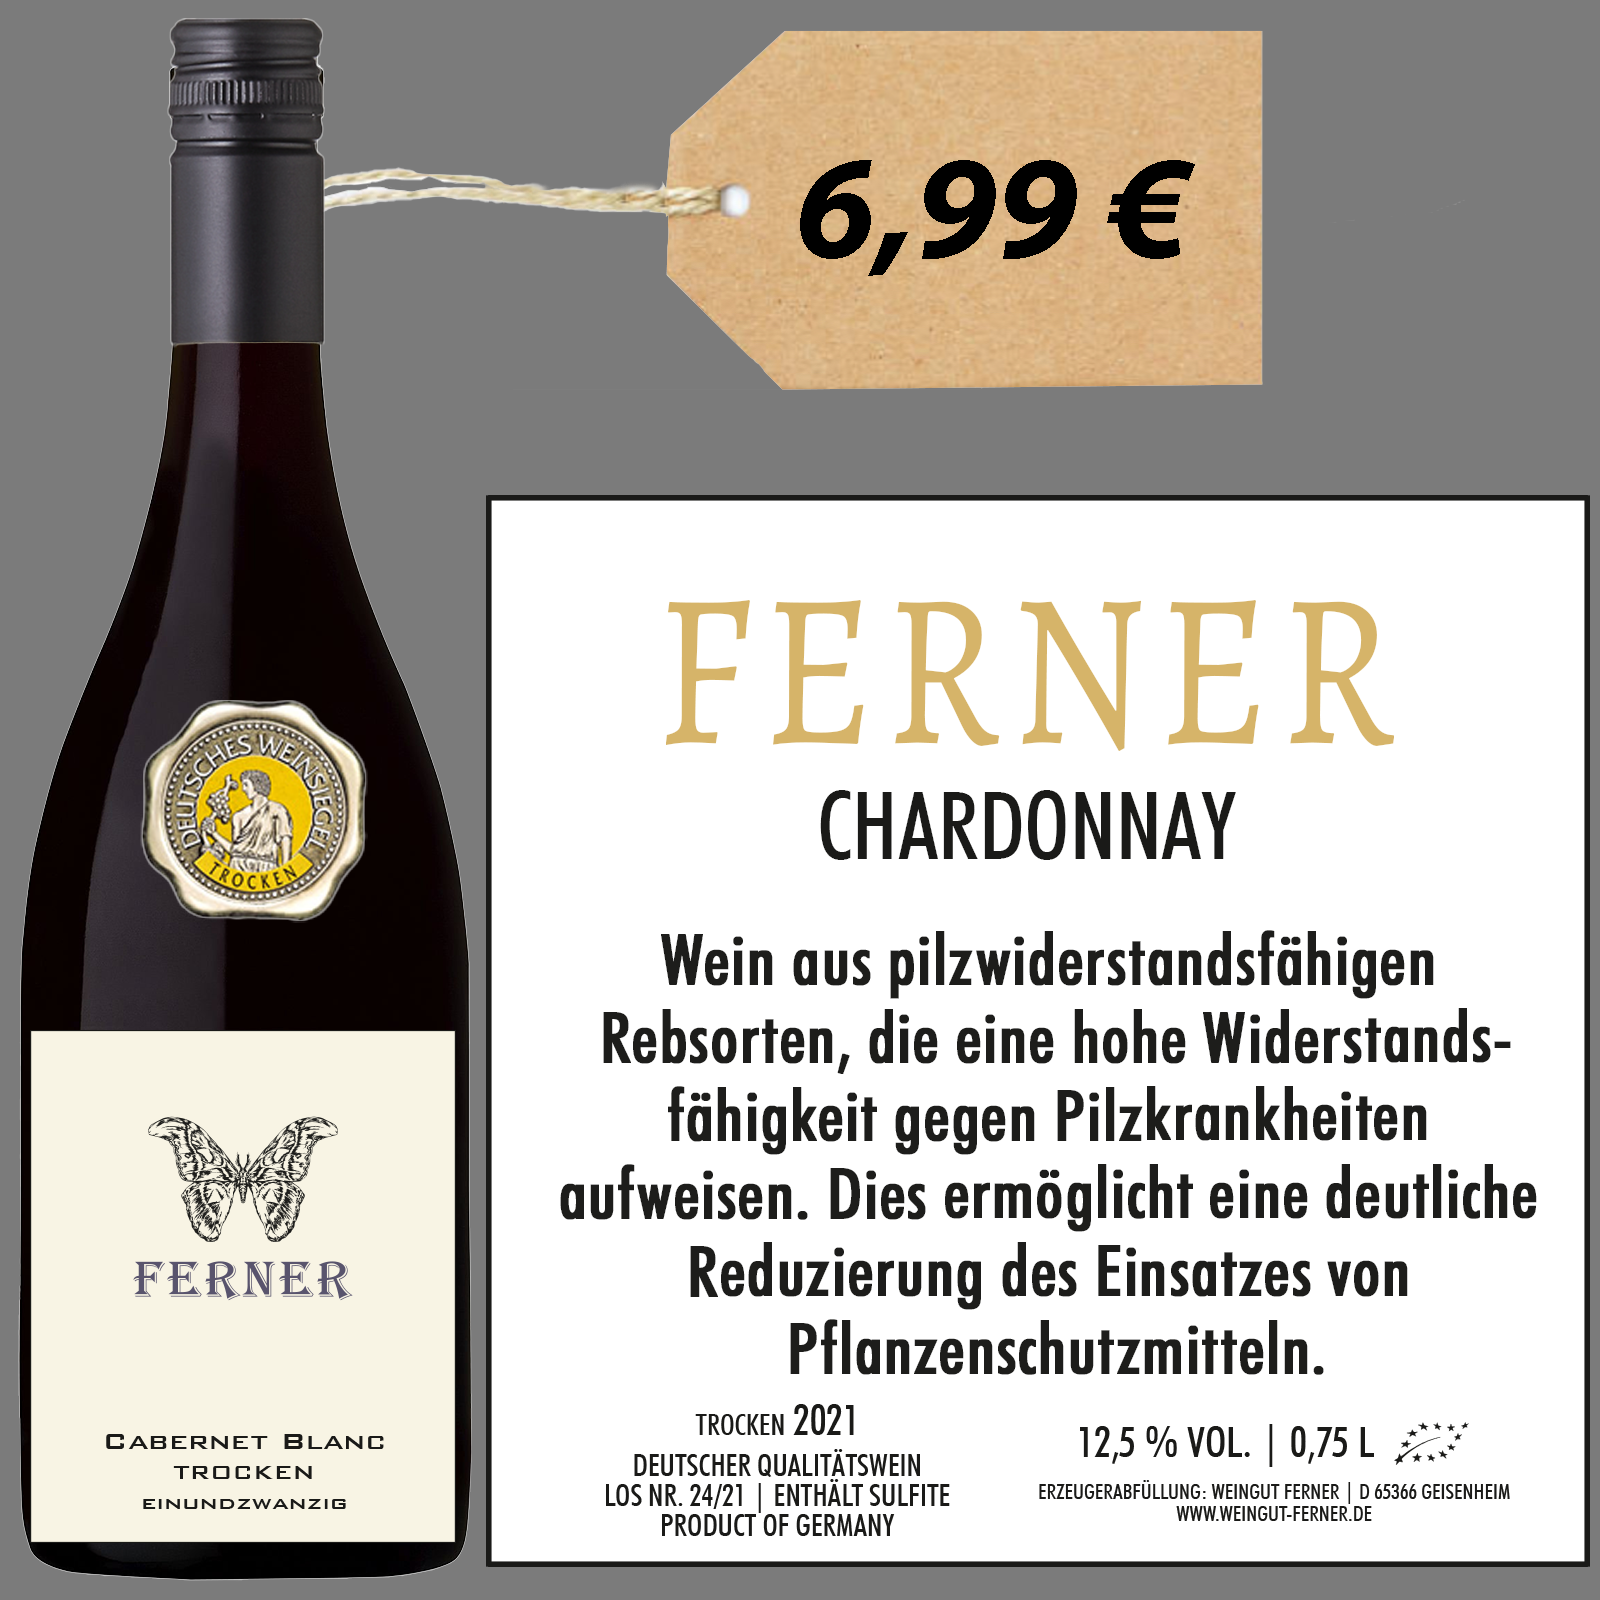 6,99 €
DEUTSCHES WEINSIEGEL
TROCKEN
FERNER
CABERNET BLANC
TROCKEN
EINUNDZWANZIG
FERNER
CHARDONNAY
Wein aus pilzwiderstandsfähigen
Rebsorten, die eine hohe Widerstands-
fähigkeit gegen Pilzkrankheiten
aufweisen. Dies ermöglicht eine deutliche
Reduzierung des Einsatzes von
Pflanzenschutzmitteln.
TROCKEN 2021
DEUTSCHER QUALITÄTSWEIN
LOS NR. 24/21 | ENTHÄLT SULFITE
PRODUCT OF GERMANY
12,5 % VOL. | 0,75 L
ERZEUGERABFÜLLUNG: WEINGUT FERNER | D 65366 GEISENHEIM
WWW.WEINGUT-FERNER.DE